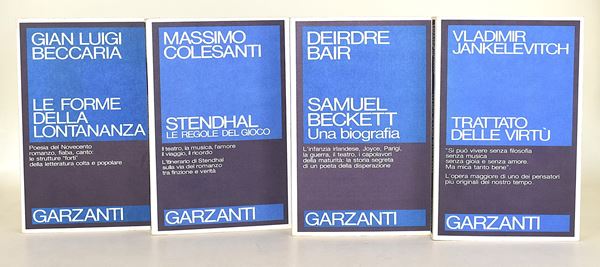 GIAN LUIGI
BECCARIA
LE FORME
DELLA
LONTANANZA
Poesia del Novecento
romanzo, fiaba, canto:
le strutture "forti"
della letteratura colta e popolare
GARZANTI
MASSIMO
COLESANTI
STENDHAL
LE REGOLE DEL GIOCO
Il teatro, la musica, l'amore
il viaggio, il ricordo
L'itinerario di Stendhal
sulla via del romanzo
tra finzione e verità
GARZANTI
DEIRDRE
BAIR
SAMUEL
BECKETT
Una biografia
L'infanzia irlandese, Joyce, Parigi,
la guerra, il teatro, i capolavori
della maturità: la storia segreta
di un poeta della disperazione
GARZANTI
VLADIMIR
JANKELEVITCH
TRATTATO
DELLE VIRTÙ
"Si può vivere senza filosofia
senza musica
senza gioia e senza amore.
Ma mica tanto bene".
L'opera maggiore di uno dei pensatori
più originali del nostro tempo.
GARZANTI